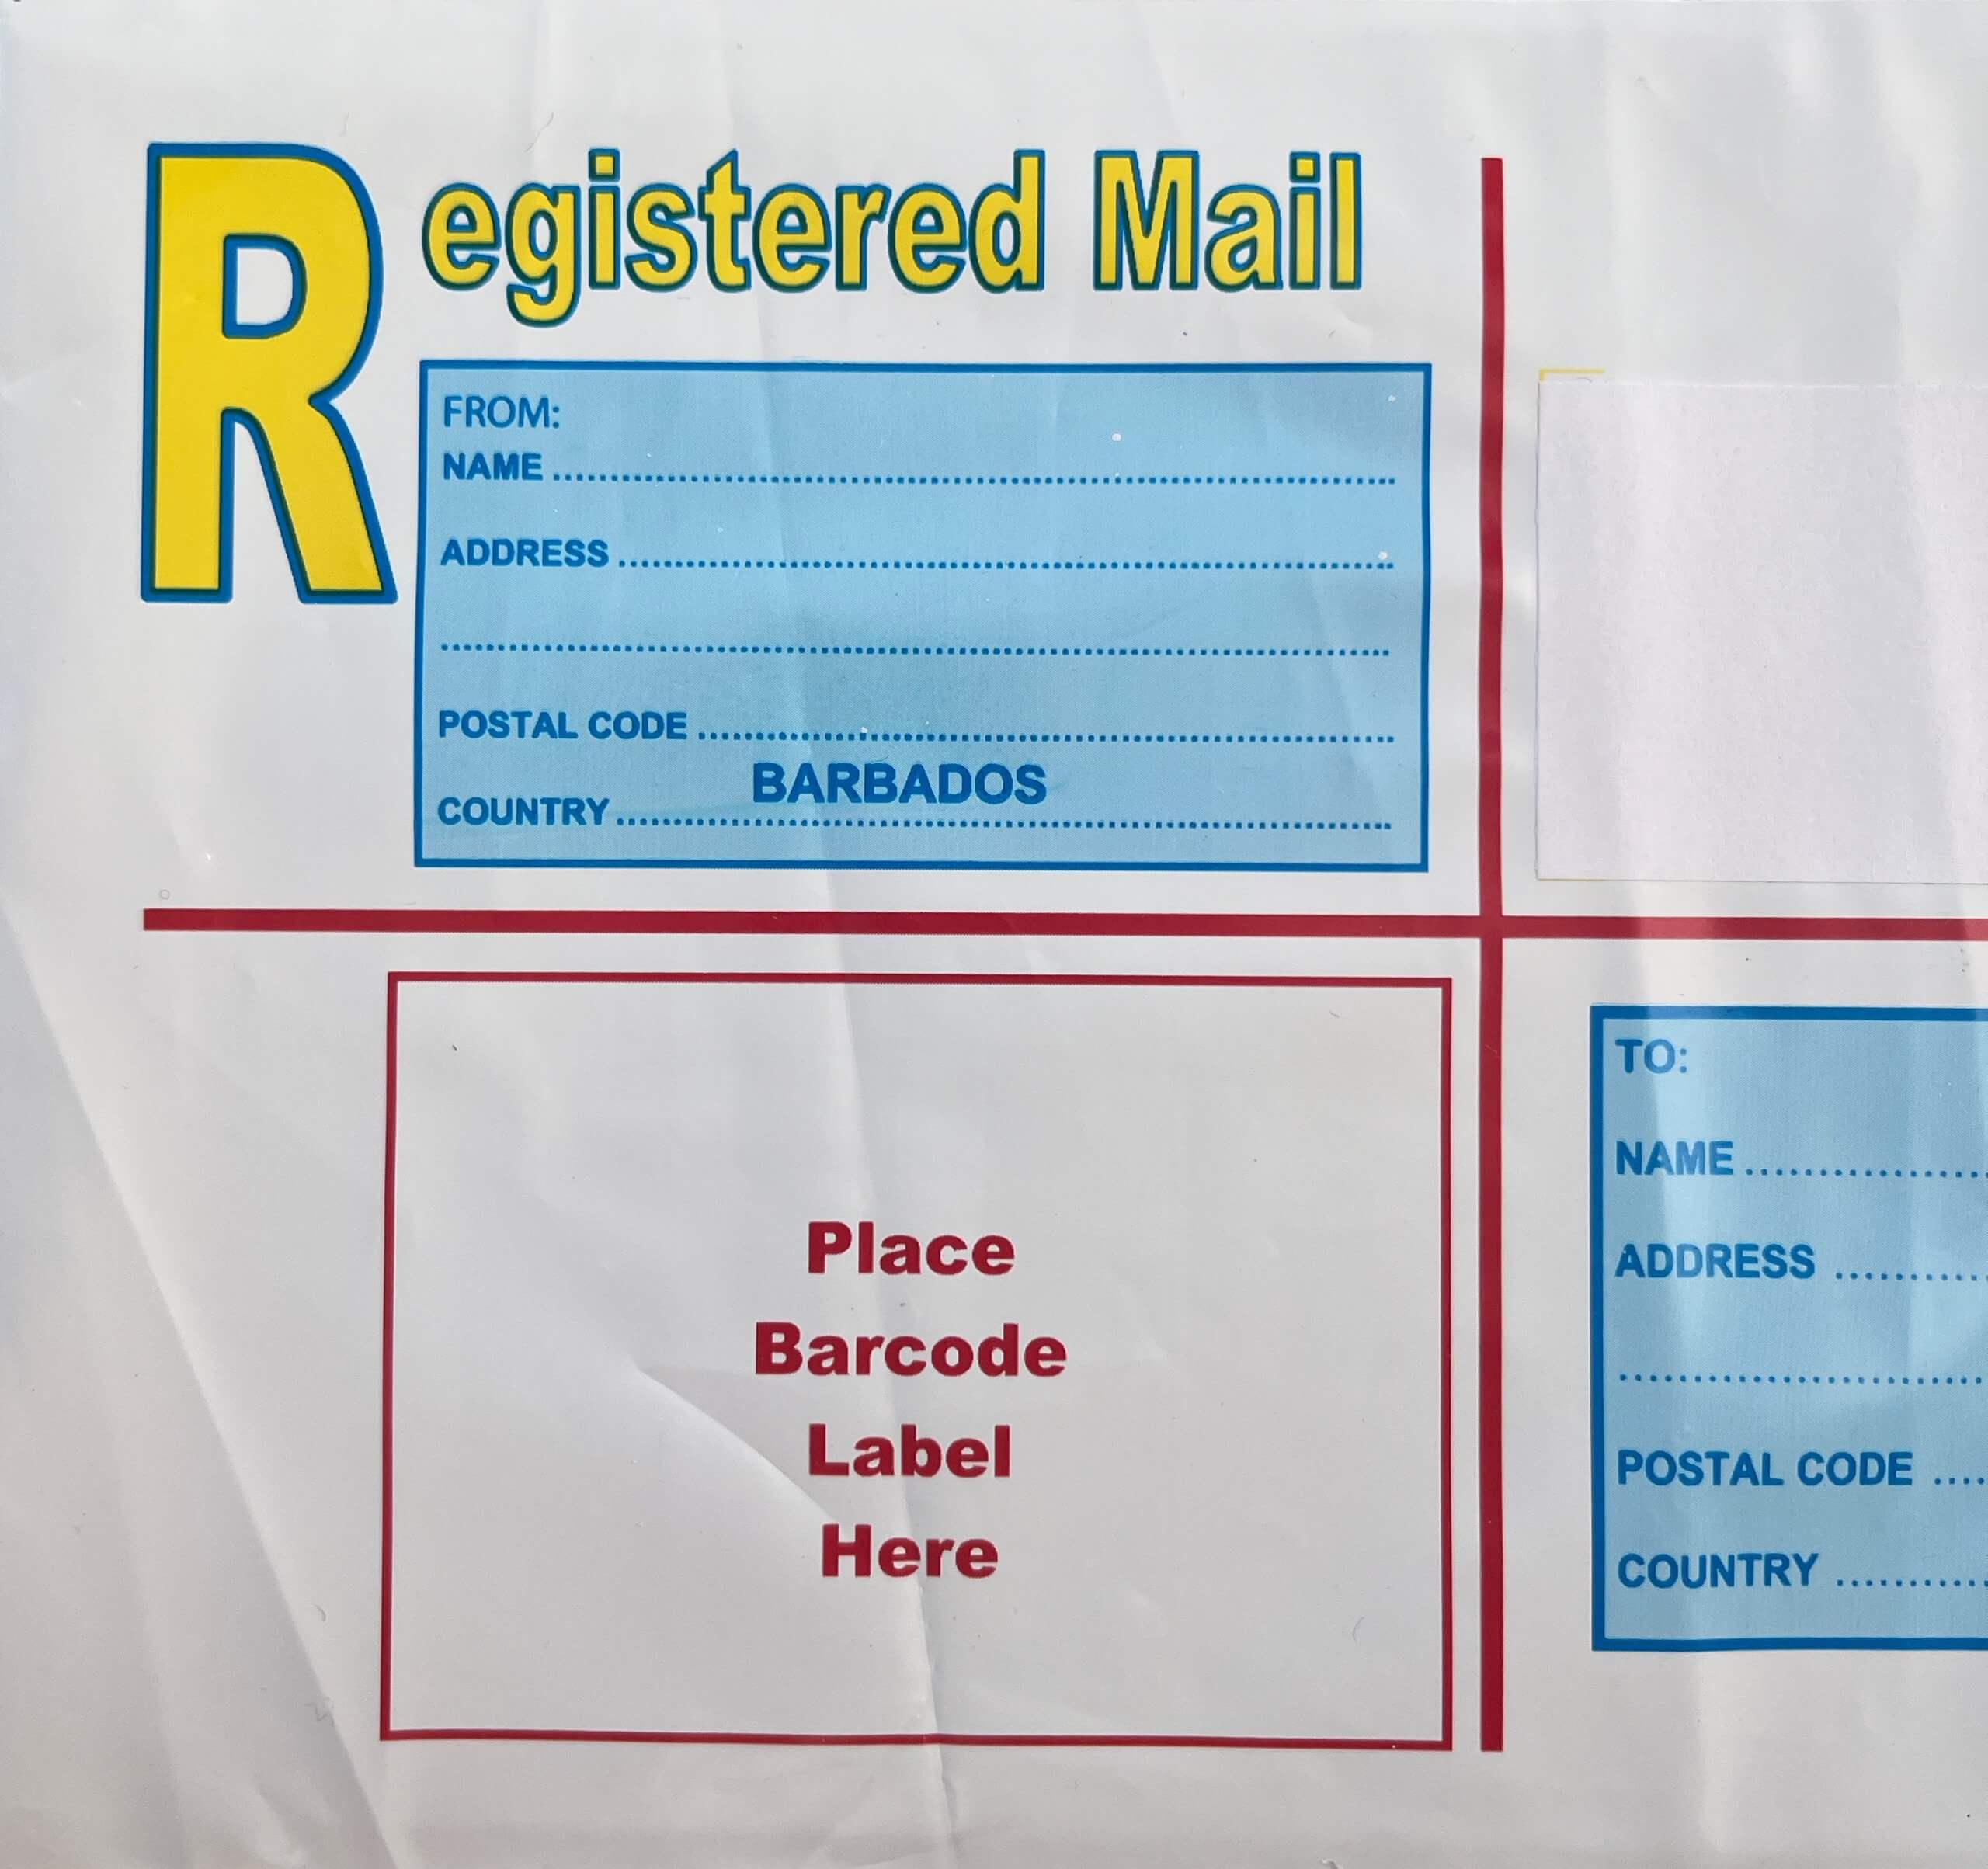 Registered Mail
FROM:
NAME ........................................................................
ADDRESS ..................................................................
.................................................................................
POSTAL CODE ...........................................................
BARBADOS
COUNTRY ..................................................................
Place
Barcode
Label
Here
TO:
NAME .................
ADDRESS ..........
...........................
POSTAL CODE ....
COUNTRY ..........